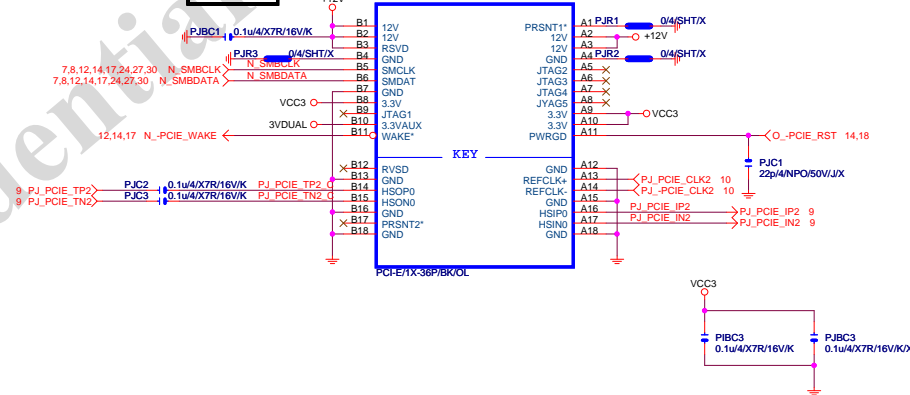 +12V
PJBC1 0.1u/4/X7R/16V/K
PJR3 0/4/SHT/X
7,8,12,14,17,24,27,30 N_SMBCLK N_SMBCLK
7,8,12,14,17,24,27,30 N_SMBDATA N_SMBDATA
VCC3
3VDUAL
12,14,17 N_-PCIE_WAKE
9 PJ_PCIE_TP2 PJC2 0.1u/4/X7R/16V/K PJ_PCIE_TP2_C
9 PJ_PCIE_TN2 PJC3 0.1u/4/X7R/16V/K PJ_PCIE_TN2_C
B1 12V PRSNT1* A1 PJR1 0/4/SHT/X
B2 12V 12V A2 +12V
B3 RSVD 12V A3
B4 GND GND A4 PJR2 0/4/SHT/X
B5 SMCLK JTAG2 A5
B6 SMDAT JTAG3 A6
B7 GND JTAG4 A7
B8 3.3V JYAG5 A8
B9 JTAG1 3.3V A9 VCC3
B10 3.3VAUX 3.3V A10
B11 WAKE* PWRGD A11 O_-PCIE_RST 14,18
KEY
PJC1
22p/4/NPO/50V/J/X
B12 RVSD GND A12
B13 GND REFCLK+ A13 PJ_PCIE_CLK2 10
B14 HSOP0 REFCLK- A14 PJ_-PCIE_CLK2 10
B15 HSON0 GND A15
B16 GND HSIP0 A16 PJ_PCIE_IP2 PJ_PCIE_IP2 9
B17 PRSNT2* HSIN0 A17 PJ_PCIE_IN2 PJ_PCIE_IN2 9
B18 GND GND A18
PCI-E/1X-36P/BK/OL
VCC3
PIBC3
0.1u/4/X7R/16V/K
PJBC3
0.1u/4/X7R/16V/K/X